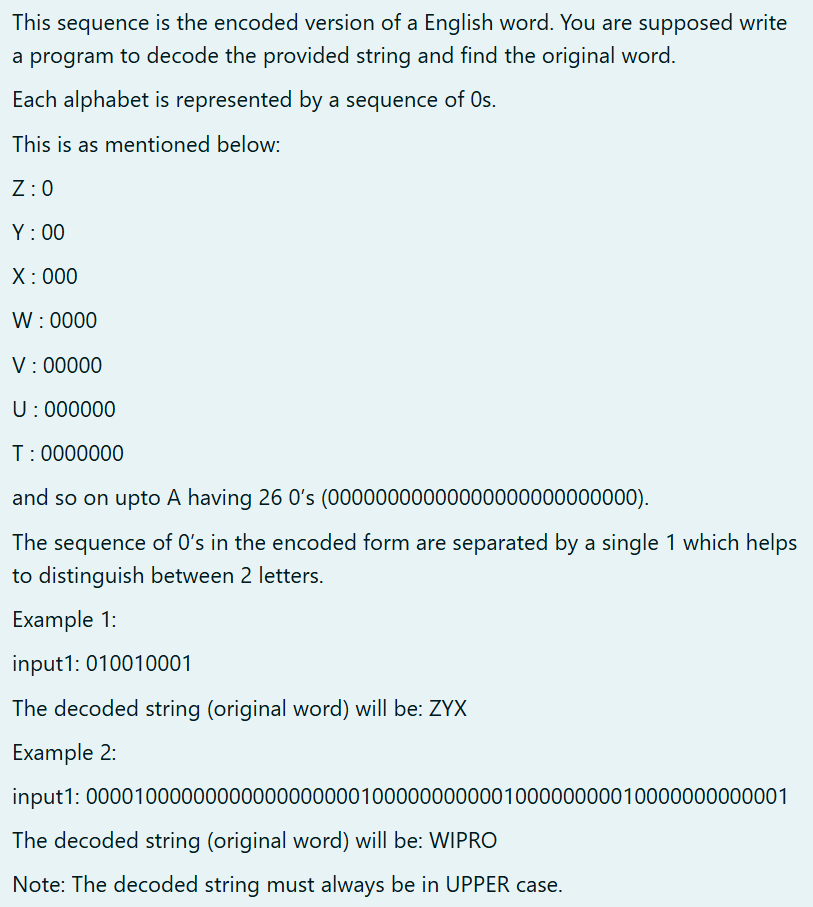 This sequence is the encoded version of a English word. You are supposed write
a program to decode the provided string and find the original word.
Each alphabet is represented by a sequence of 0s.
This is as mentioned below:
Z : 0
Y : 00
X : 000
W : 0000
V : 00000
U : 000000
T : 0000000
and so on upto A having 26 0's (00000000000000000000000000).
The sequence of 0's in the encoded form are separated by a single 1 which helps
to distinguish between 2 letters.
Example 1:
input1: 010010001
The decoded string (original word) will be: ZYX
Example 2:
input1: 00001000000000000000000100000000000100000000010000000000001
The decoded string (original word) will be: WIPRO
Note: The decoded string must always be in UPPER case.